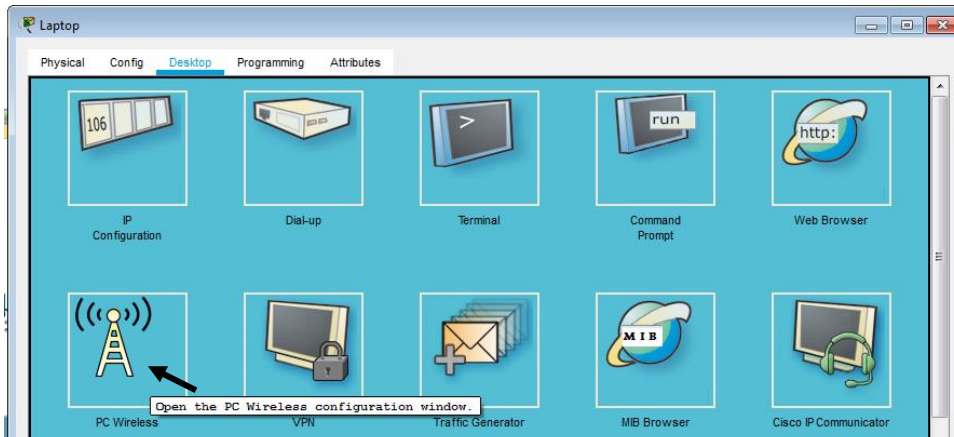 Laptop
Physical Config Desktop Programming Attributes
106
>
run
http:
IP Configuration
Dial-up
Terminal
Command Prompt
Web Browser
MIB
Open the PC Wireless configuration window.
PC Wireless
VPN
Traffic Generator
MIB Browser
Cisco IP Communicator